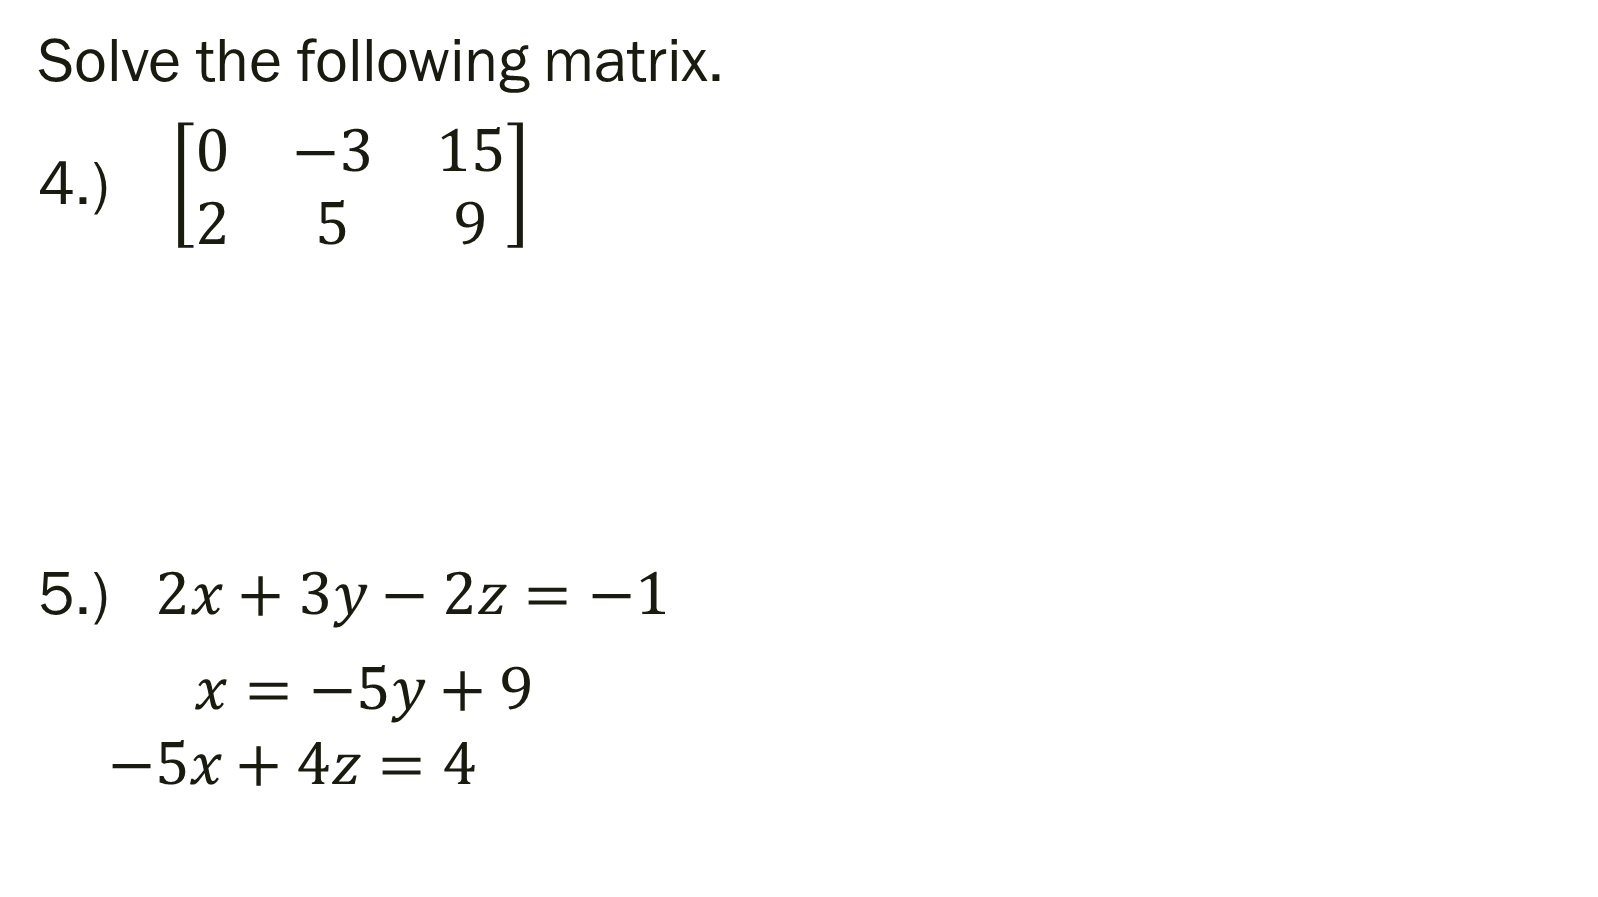 Solve the following matrix.
4.) [0 −3 15
2 5 9]
5.) 2x + 3y − 2z = −1
x = −5y + 9
−5x + 4z = 4